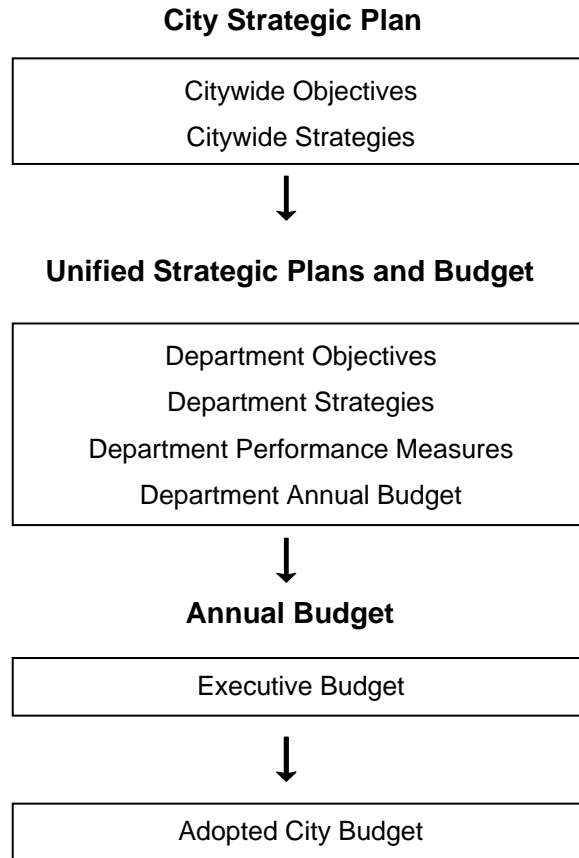 City Strategic Plan
Citywide Objectives
Citywide Strategies
Unified Strategic Plans and Budget
Department Objectives
Department Strategies
Department Performance Measures
Department Annual Budget
Annual Budget
Executive Budget
Adopted City Budget